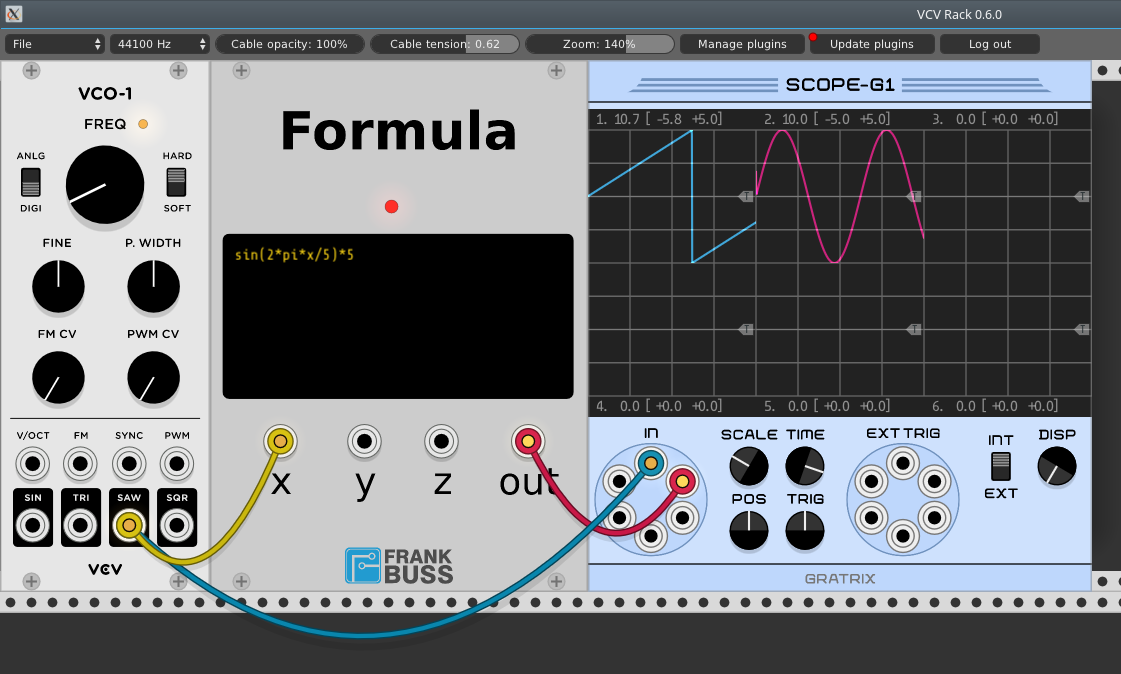 VCV Rack 0.6.0
File 44100 Hz Cable opacity: 100% Cable tension: 0.62 Zoom: 140% Manage plugins Update plugins Log out
VCO-1
FREQ
ANLG HARD
DIGI SOFT
FINE P. WIDTH
FM CV PWM CV
V/OCT FM SYNC PWM
SIN TRI SAW SQR
VCV
Formula
sin(2*pi*x/5)*5
x y z out
FRANK
BUSS
SCOPE-G1
1. 10.7 [ -5.8 +5.0] 2. 10.0 [ -5.0 +5.0] 3. 0.0 [ +0.0 +0.0]
T T T
T T T
4. 0.0 [ +0.0 +0.0] 5. 0.0 [ +0.0 +0.0] 6. 0.0 [ +0.0 +0.0]
IN SCALE TIME EXT TRIG INT DISP
EXT
POS TRIG
GRATRIX